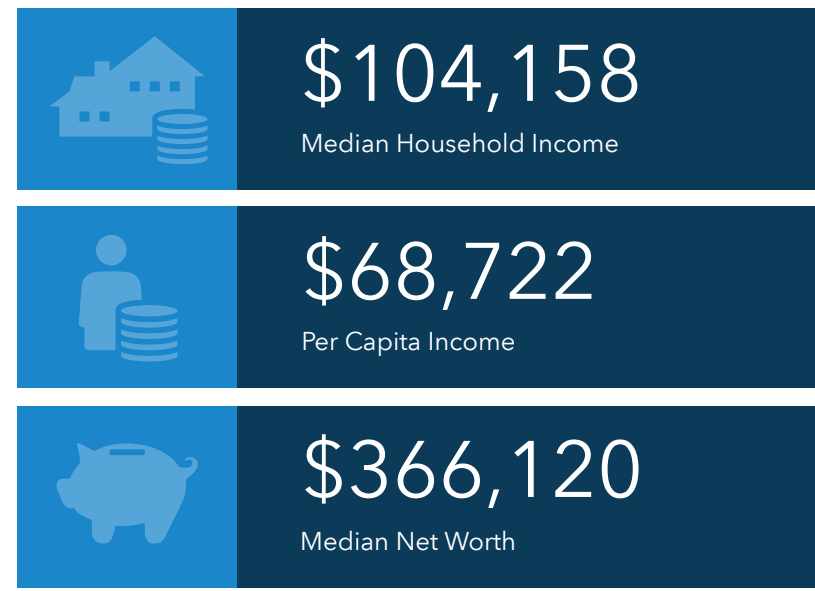 $104,158
Median Household Income
$68,722
Per Capita Income
$366,120
Median Net Worth